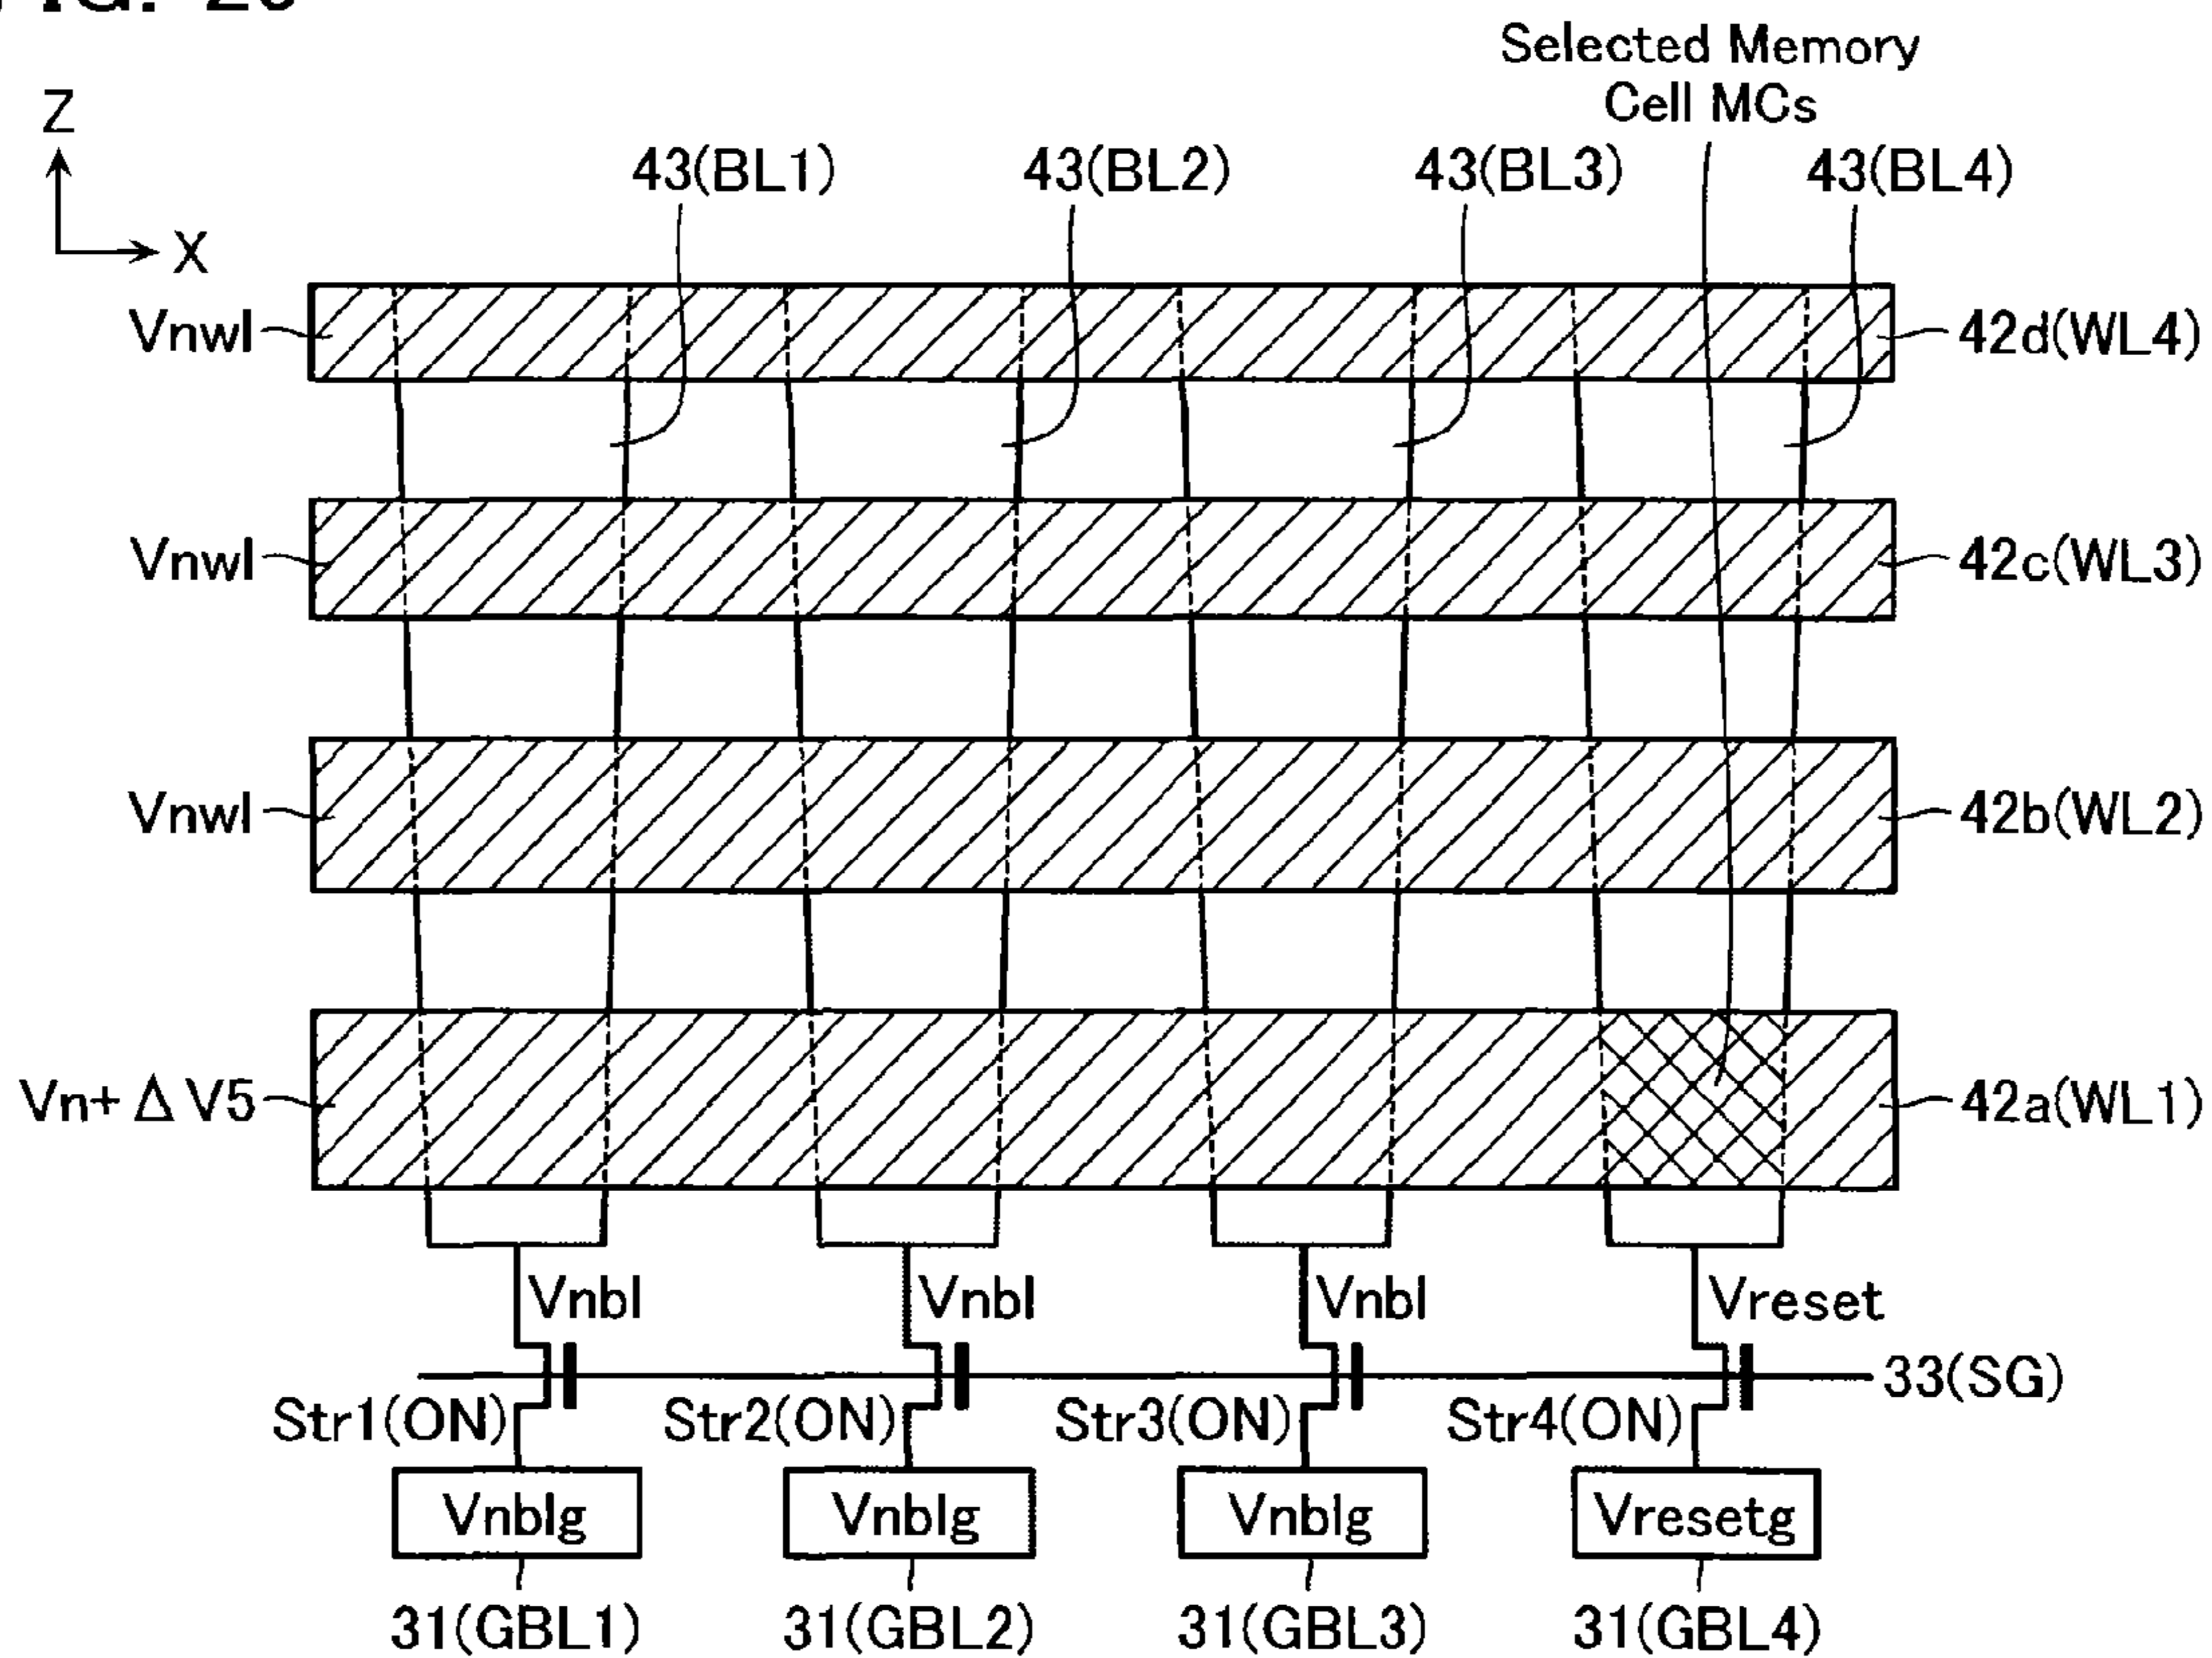 Selected Memory
Cell MCs
Z
X
43(BL1)
43(BL2)
43(BL3)
43(BL4)
Vnwl
42d(WL4)
Vnwl
42c(WL3)
Vnwl
42b(WL2)
Vn+ΔV5
42a(WL1)
Vnbl
Vnbl
Vnbl
Vreset
33(SG)
Str1(ON)
Str2(ON)
Str3(ON)
Str4(ON)
Vnblg
Vnblg
Vnblg
Vresetg
31(GBL1)
31(GBL2)
31(GBL3)
31(GBL4)